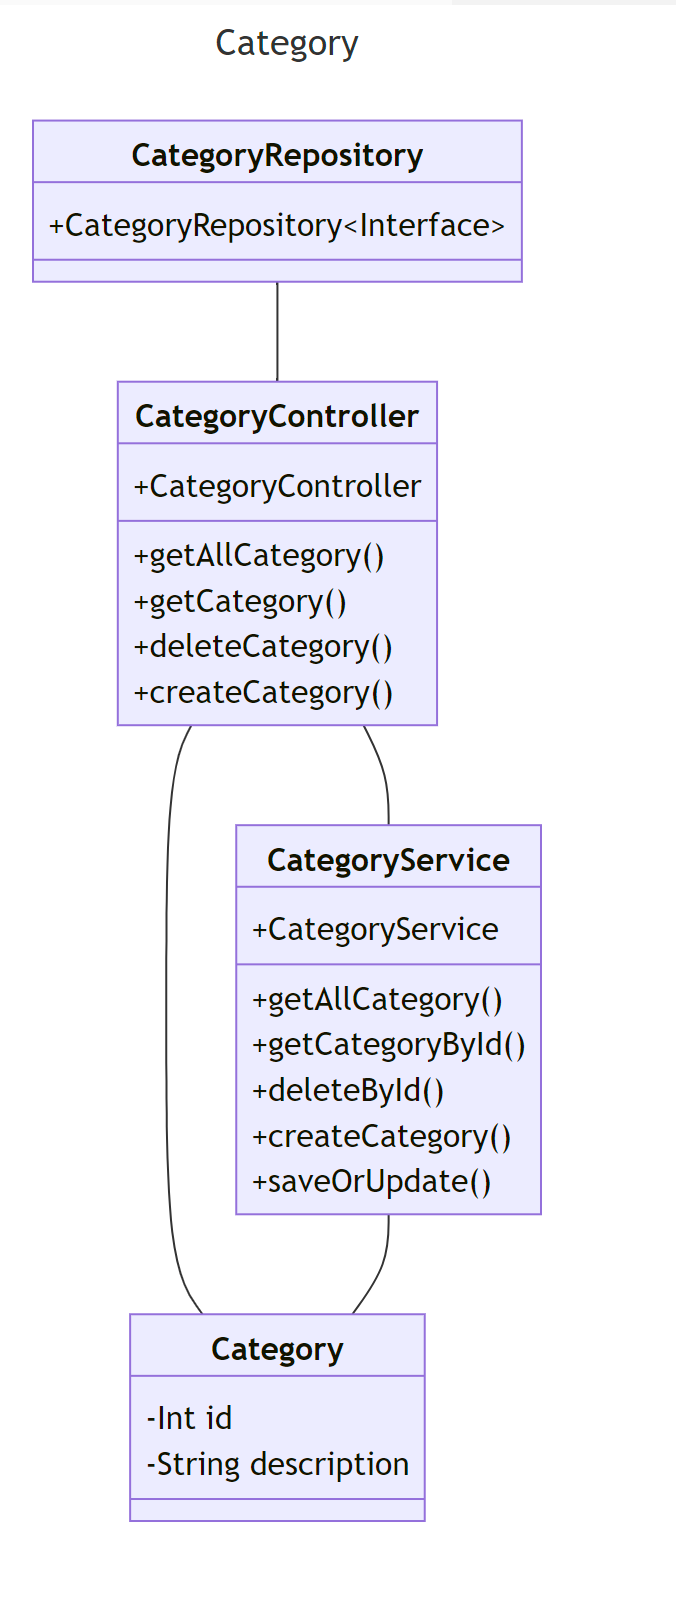 Category
CategoryRepository
+CategoryRepository<Interface>
CategoryController
+CategoryController
+getAllCategory()
+getCategory()
+deleteCategory()
+createCategory()
CategoryService
+CategoryService
+getAllCategory()
+getCategoryById()
+deleteById()
+createCategory()
+saveOrUpdate()
Category
-Int id
-String description